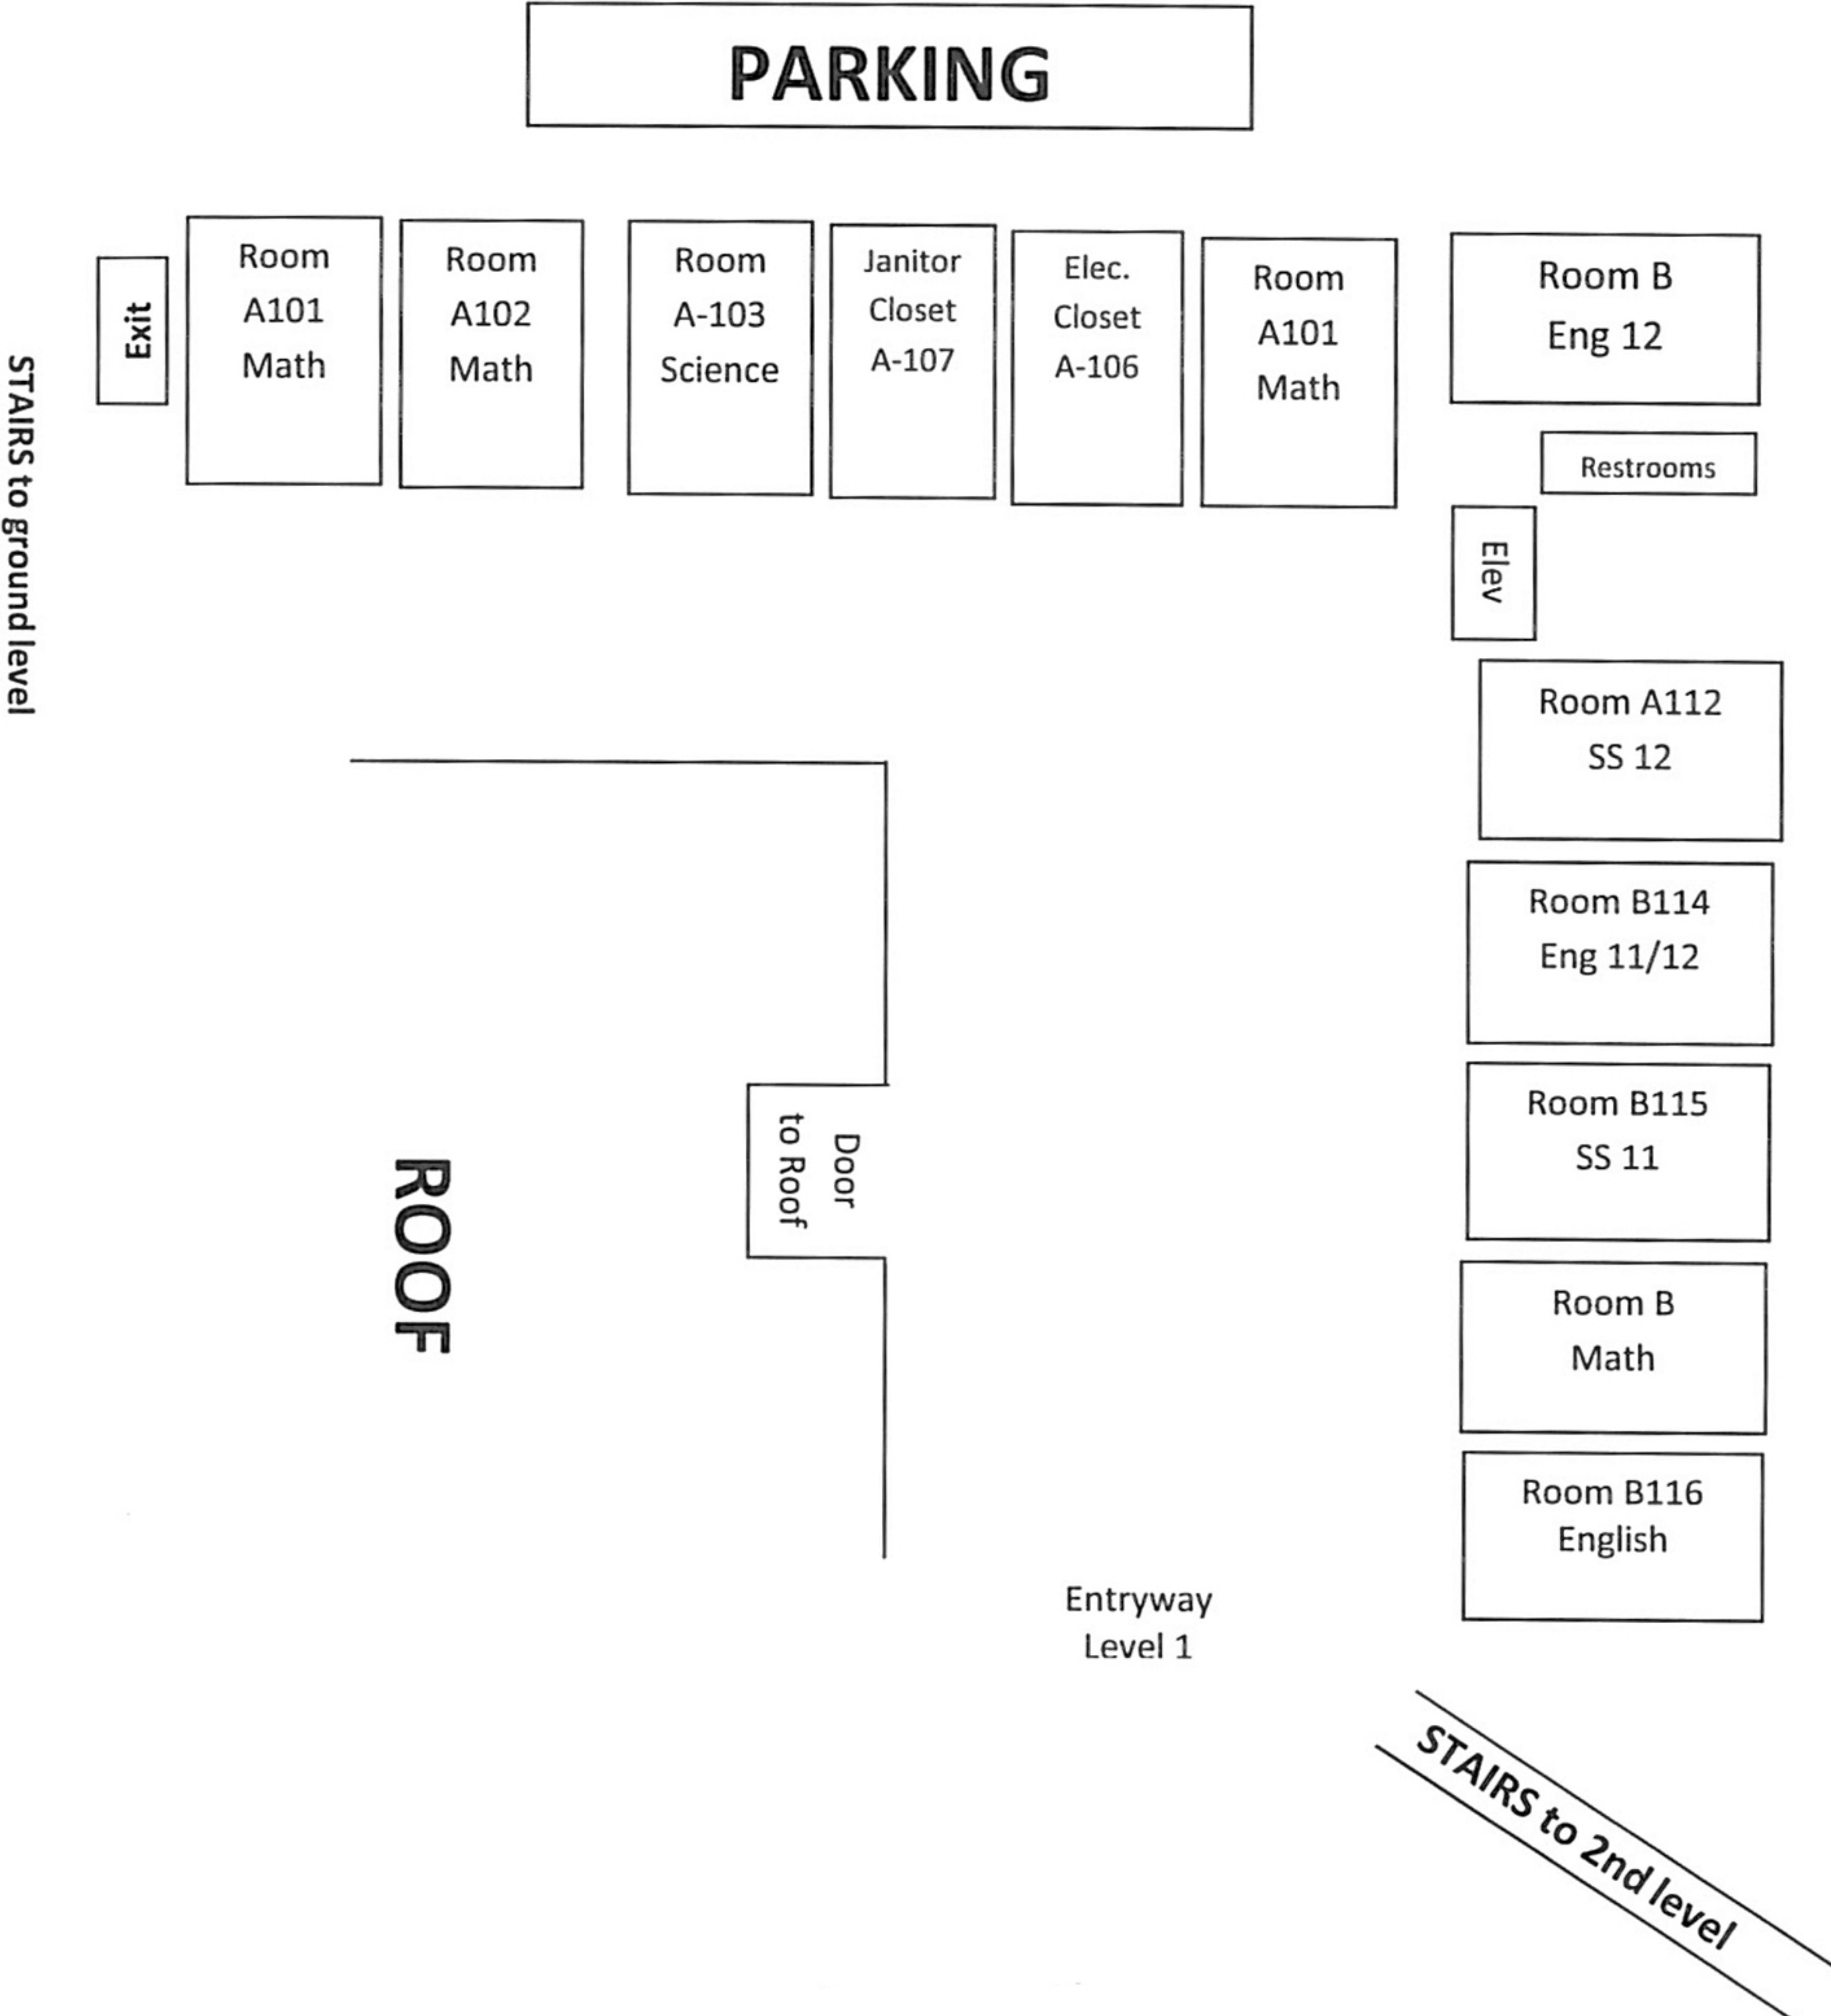 PARKING
Exit
STAIRS to ground level
Room
A101
Math
Room
A102
Math
Room
A-103
Science
Janitor
Closet
A-107
Elec.
Closet
A-106
Room
A101
Math
Room B
Eng 12
Restrooms
Elev
Room A112
SS 12
Room B114
Eng 11/12
Room B115
SS 11
Room B
Math
Room B116
English
Door
to Roof
ROOF
Entryway
Level 1
STAIRS to 2nd level